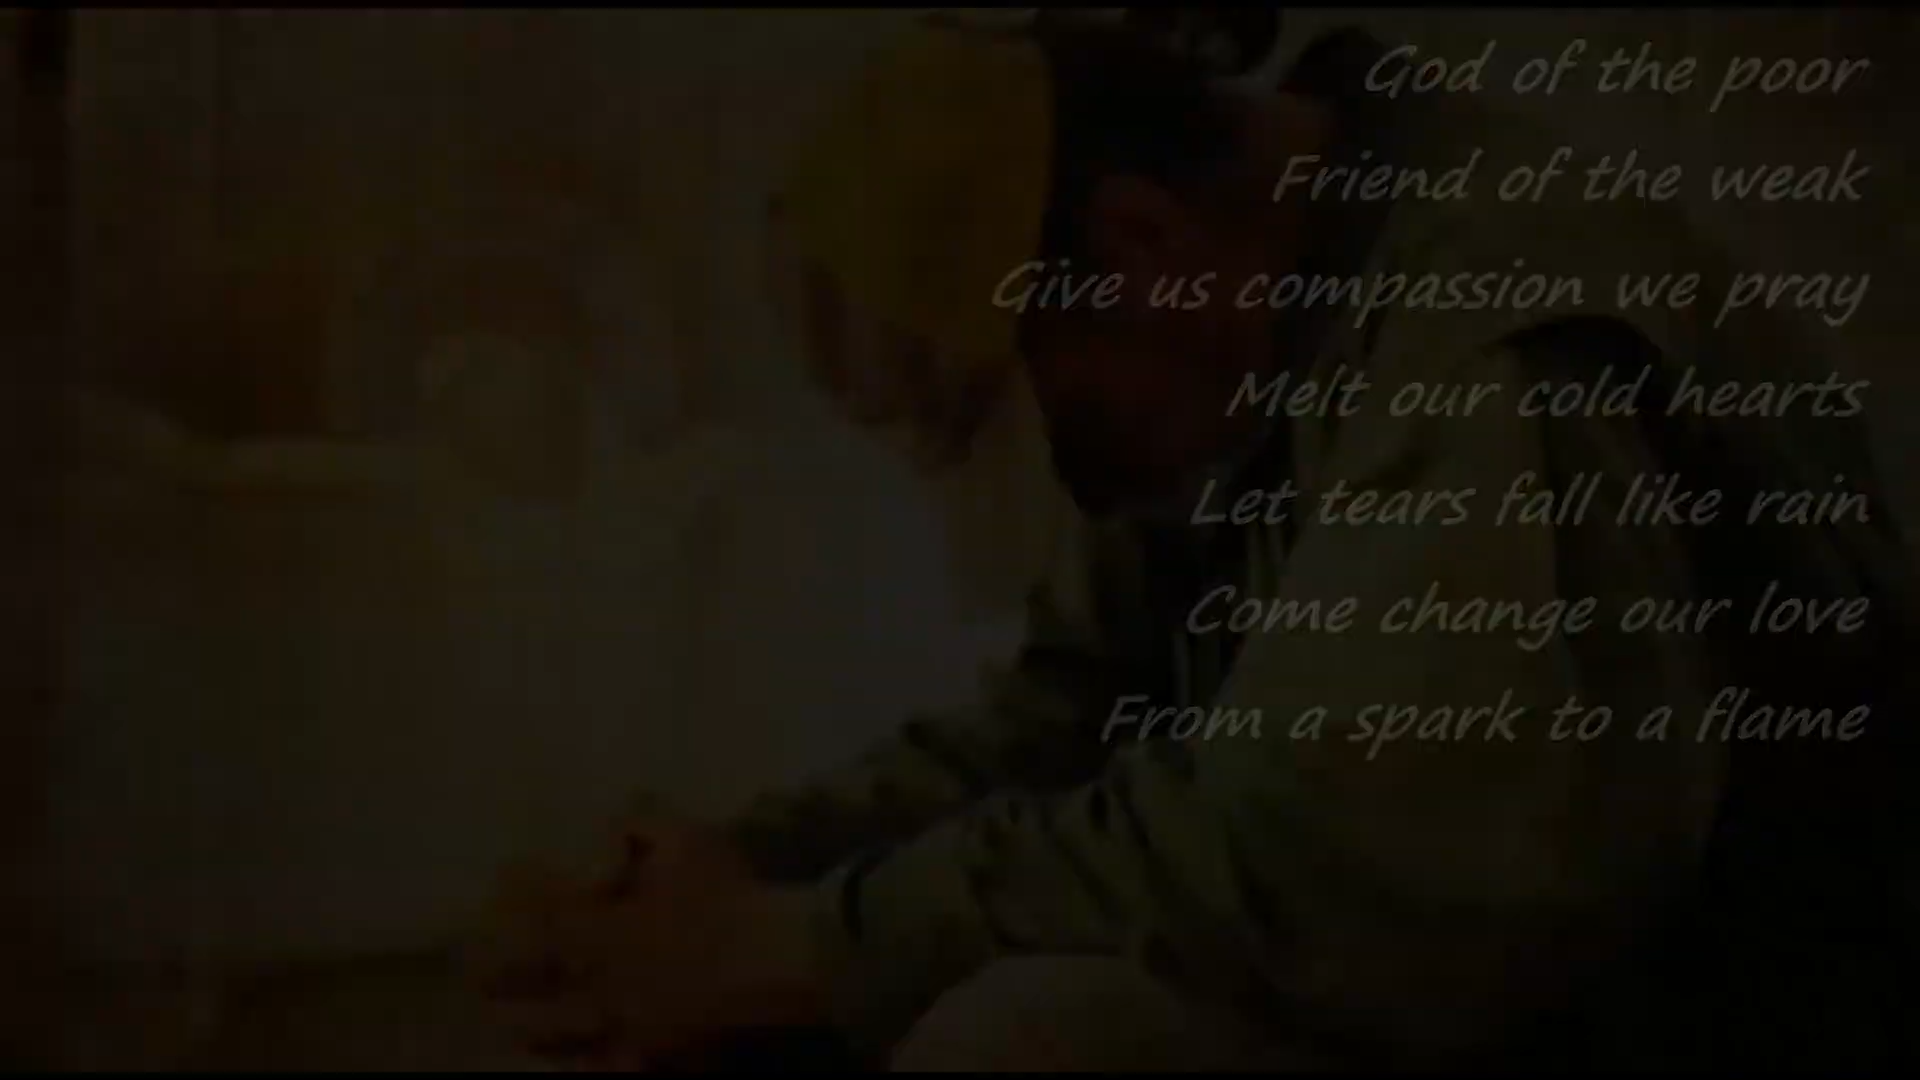 God of the poor
Friend of the weak
Give us compassion we pray
Melt our cold hearts
Let tears fall like rain
Come change our love
From a spark to a flame